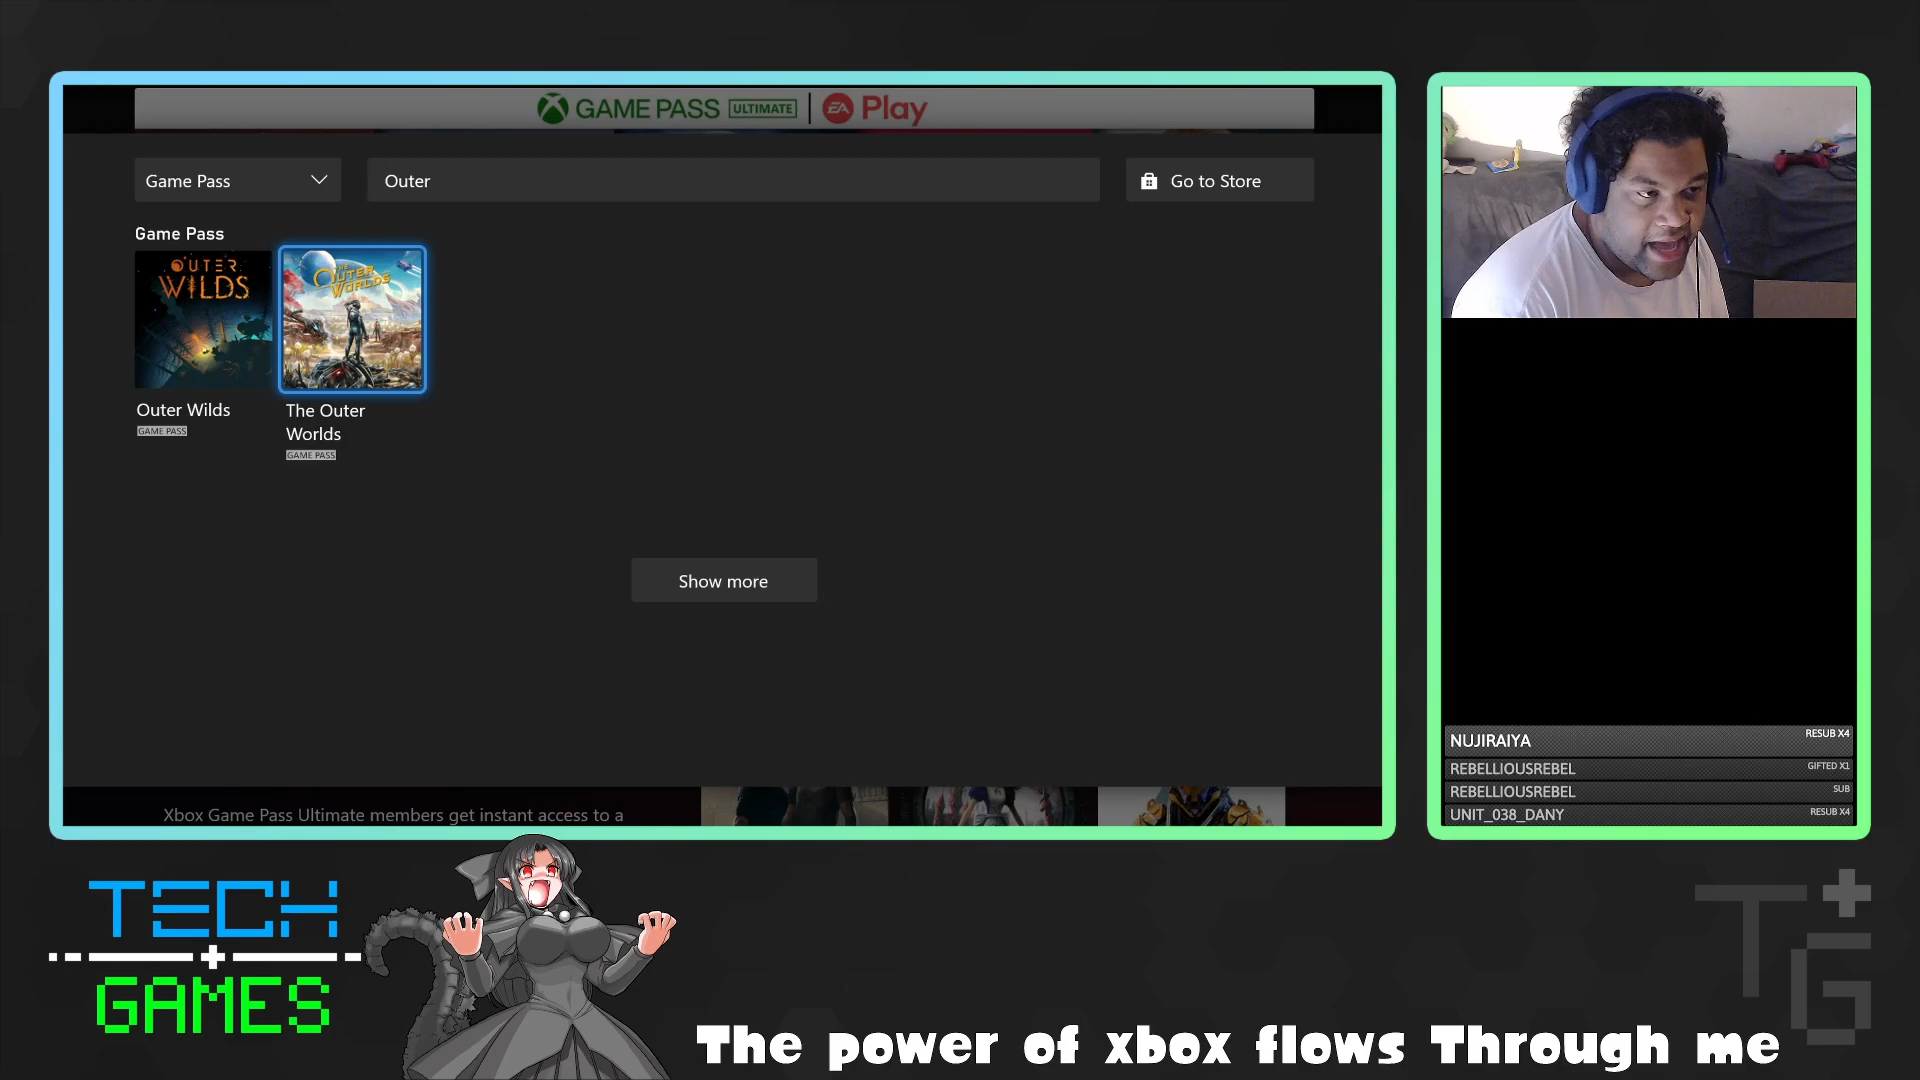 GAME PASS ULTIMATE | EA Play
Game Pass
Outer
Go to Store
Game Pass
OUTER WILDS
THE OUTER WORLDS
Outer Wilds
GAME PASS
The Outer
Worlds
GAME PASS
Show more
Xbox Game Pass Ultimate members get instant access to a
NUJIRAIYA RESUB X4
REBELLIOUSREBEL GIFTED X1
REBELLIOUSREBEL SUB
UNIT_038_DANY RESUB X4
TECH
+
GAMES
T+G
The power of xbox flows Through me